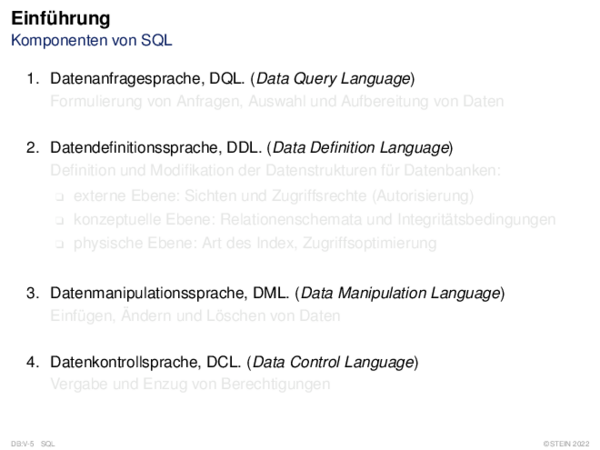 Einführung
Komponenten von SQL
1. Datenanfragesprache, DQL. (Data Query Language)
Formulierung von Anfragen, Auswahl und Aufbereitung von Daten
2. Datendefinitionssprache, DDL. (Data Definition Language)
Definition und Modifikation der Datenstrukturen für Datenbanken:
❑ externe Ebene: Sichten und Zugriffsrechte (Autorisierung)
❑ konzeptuelle Ebene: Relationenschemata und Integritätsbedingungen
❑ physische Ebene: Art des Index, Zugriffsoptimierung
3. Datenmanipulationssprache, DML. (Data Manipulation Language)
Einfügen, Ändern und Löschen von Daten
4. Datenkontrollsprache, DCL. (Data Control Language)
Vergabe und Enzug von Berechtigungen
DB:V-5 SQL ©STEIN 2022